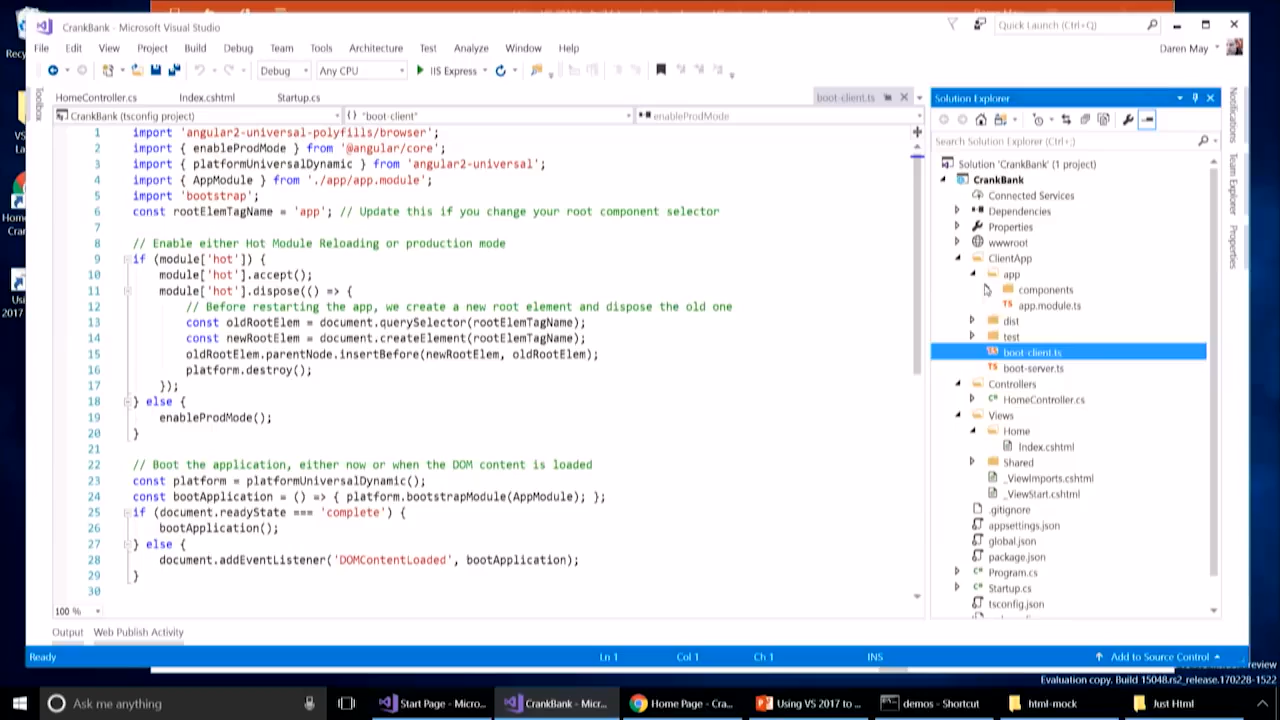 CrankBank - Microsoft Visual Studio
Quick Launch (Ctrl+Q)
File Edit View Project Build Debug Team Tools Architecture Test Analyze Window Help
Daren May
Debug Any CPU IIS Express
Toolbox
HomeController.cs Index.cshtml Startup.cs boot-client.ts
CrankBank (tsconfig project) "boot-client" enableProdMode
1 import 'angular2-universal-polyfills/browser';
2 import { enableProdMode } from '@angular/core';
3 import { platformUniversalDynamic } from 'angular2-universal';
4 import { AppModule } from './app/app.module';
5 import 'bootstrap';
6 const rootElemTagName = 'app'; // Update this if you change your root component selector
7
8 // Enable either Hot Module Reloading or production mode
9 if (module['hot']) {
10 module['hot'].accept();
11 module['hot'].dispose(() => {
12 // Before restarting the app, we create a new root element and dispose the old one
13 const oldRootElem = document.querySelector(rootElemTagName);
14 const newRootElem = document.createElement(rootElemTagName);
15 oldRootElem.parentNode.insertBefore(newRootElem, oldRootElem);
16 platform.destroy();
17 });
18 } else {
19 enableProdMode();
20 }
21
22 // Boot the application, either now or when the DOM content is loaded
23 const platform = platformUniversalDynamic();
24 const bootApplication = () => { platform.bootstrapModule(AppModule); };
25 if (document.readyState === 'complete') {
26 bootApplication();
27 } else {
28 document.addEventListener('DOMContentLoaded', bootApplication);
29 }
30
100 %
Output Web Publish Activity
Solution Explorer
Search Solution Explorer (Ctrl+;)
Solution 'CrankBank' (1 project)
CrankBank
Connected Services
Dependencies
Properties
wwwroot
ClientApp
app
components
app.module.ts
dist
test
boot-client.ts
boot-server.ts
Controllers
HomeController.cs
Views
Home
Index.cshtml
Shared
_ViewImports.cshtml
_ViewStart.cshtml
.gitignore
appsettings.json
global.json
package.json
Program.cs
Startup.cs
tsconfig.json
Notifications
Team Explorer
Properties
Ready Ln 1 Col 1 Ch 1 INS Add to Source Control
Evaluation copy. Build 15048.rs2_release.170228-1522
Ask me anything
Start Page - Micro...
CrankBank - Micr...
Home Page - Cra...
Using VS 2017 to ...
demos - Shortcut
html-mock
Just Html